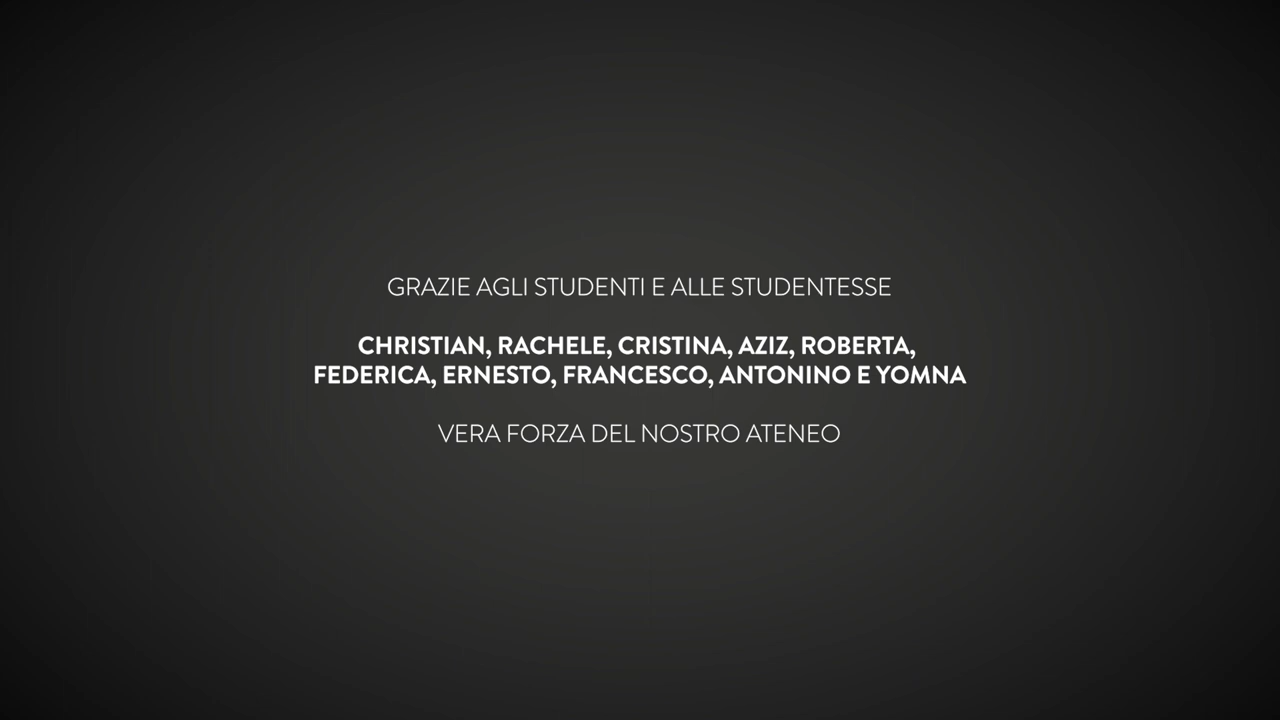 GRAZIE AGLI STUDENTI E ALLE STUDENTESSE
CHRISTIAN, RACHELE, CRISTINA, AZIZ, ROBERTA,
FEDERICA, ERNESTO, FRANCESCO, ANTONINO E YOMNA
VERA FORZA DEL NOSTRO ATENEO